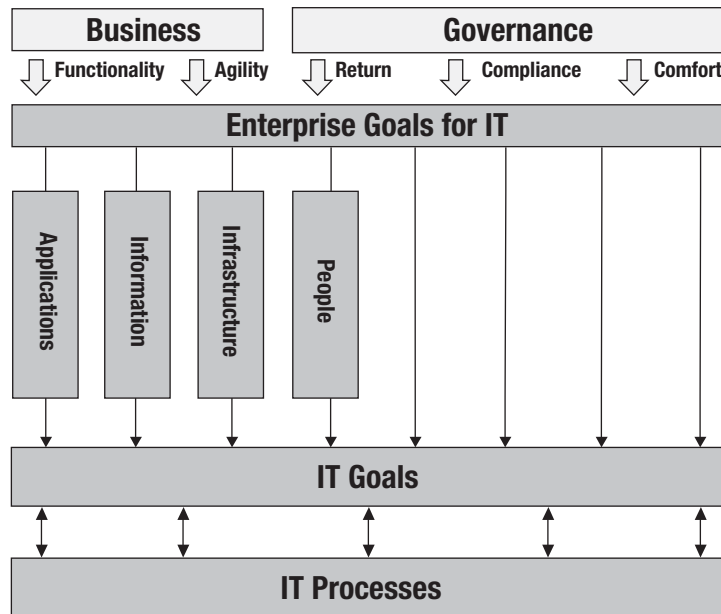 Business
Governance
Functionality
Agility
Return
Compliance
Comfort
Enterprise Goals for IT
Applications
Information
Infrastructure
People
IT Goals
IT Processes